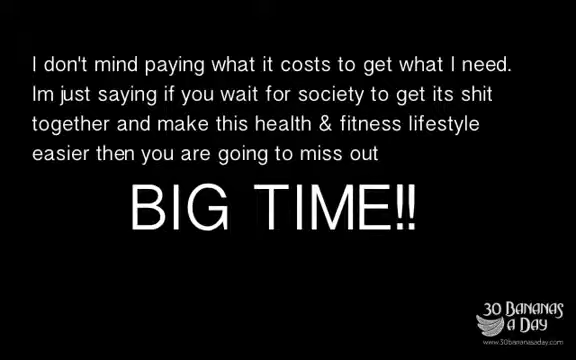 I don't mind paying what it costs to get what I need.
Im just saying if you wait for society to get its shit
together and make this health & fitness lifestyle
easier then you are going to miss out
BIG TIME!!
30 BANANAS
A DAY
www.30bananasaday.com